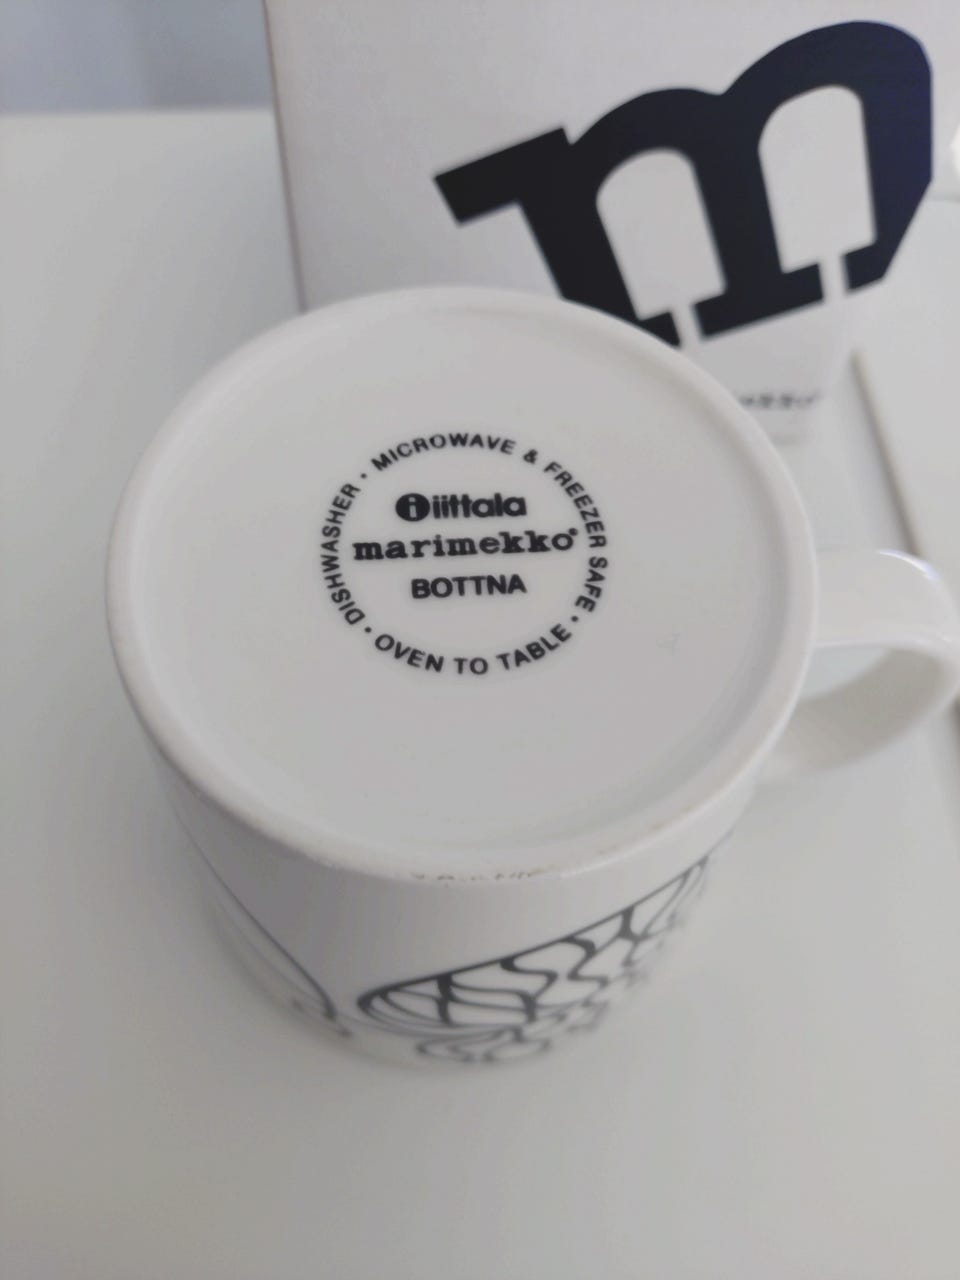 m
DISHWASHER · MICROWAVE & FREEZER SAFE · OVEN TO TABLE ·
iittala
marimekko®
BOTTNA